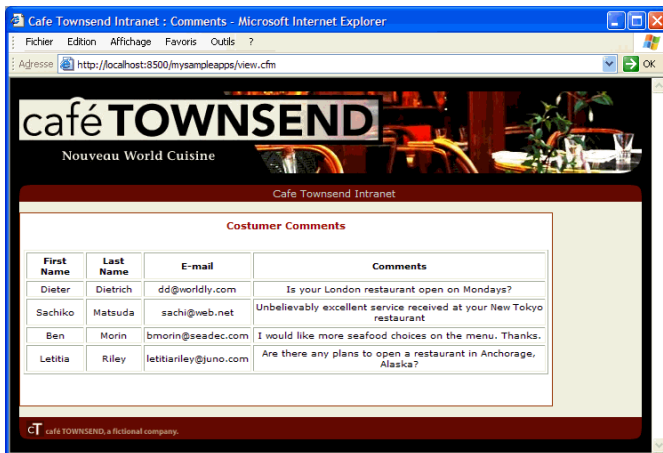 Cafe Townsend Intranet : Comments - Microsoft Internet Explorer
Fichier Edition Affichage Favoris Outils ?
Adresse http://localhost:8500/mysampleapps/view.cfm OK
café TOWNSEND
Nouveau World Cuisine
Cafe Townsend Intranet
Costumer Comments
First Name Last Name E-mail Comments
Dieter Dietrich dd@worldly.com Is your London restaurant open on Mondays?
Sachiko Matsuda sachi@web.net Unbelievably excellent service received at your New Tokyo restaurant
Ben Morin bmorin@seadec.com I would like more seafood choices on the menu. Thanks.
Letitia Riley letitiariley@juno.com Are there any plans to open a restaurant in Anchorage, Alaska?
cT café TOWNSEND, a fictional company.